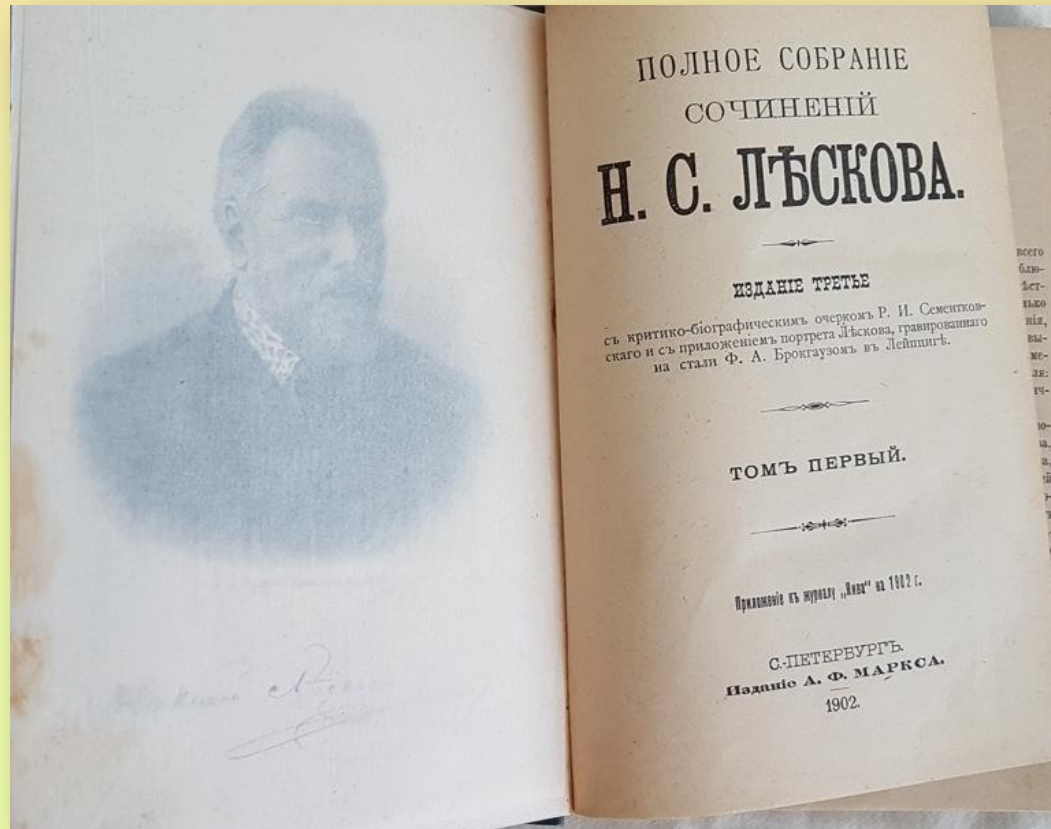 ПОЛНОЕ СОБРАНІЕ
СОЧИНЕНІЙ
Н. С. ЛѢСКОВА.
ИЗДАНІЕ ТРЕТЬЕ
съ критико-біографическимъ очеркомъ Р. И. Сементков-
скаго и съ приложеніемъ портрета Лѣскова, гравированнаго
на стали Ф. А. Брокгаузомъ въ Лейпцигѣ.
ТОМЪ ПЕРВЫЙ.
Приложеніе къ журналу „Нива“ на 1902 г.
С.-ПЕТЕРБУРГЪ.
Изданіе А. Ф. МАРКСА.
1902.
всего